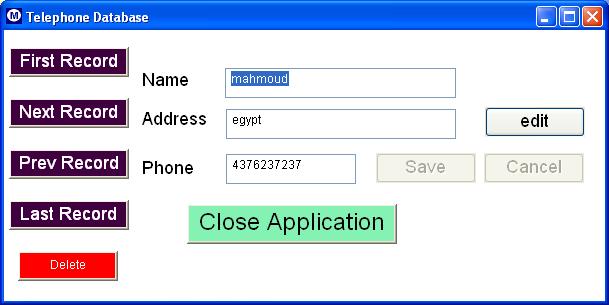 M Telephone Database
First Record
Name mahmoud
Next Record
Address egypt edit
Prev Record
Phone 4376237237 Save Cancel
Last Record
Close Application
Delete